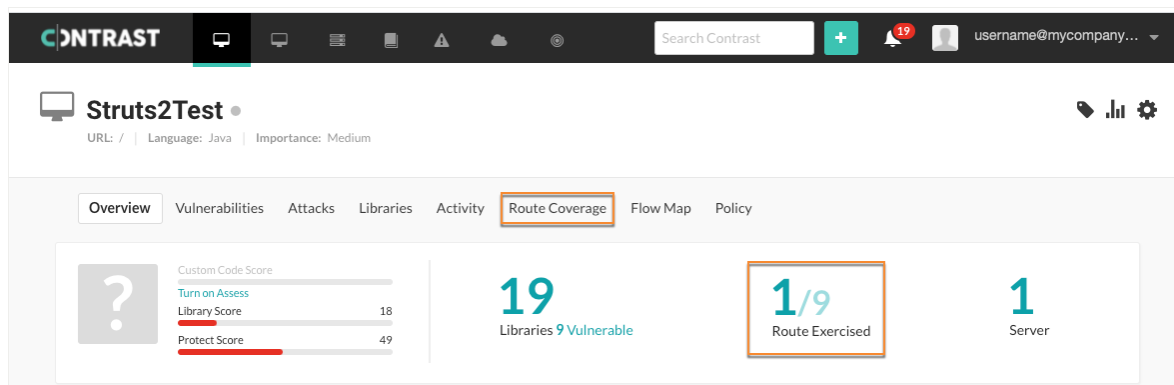 CONTRAST
Search Contrast
+
19
username@mycompany...
Struts2Test
URL: / | Language: Java | Importance: Medium
Overview Vulnerabilities Attacks Libraries Activity Route Coverage Flow Map Policy
?
Custom Code Score
Turn on Assess
Library Score 18
Protect Score 49
19
Libraries 9 Vulnerable
1/9
Route Exercised
1
Server